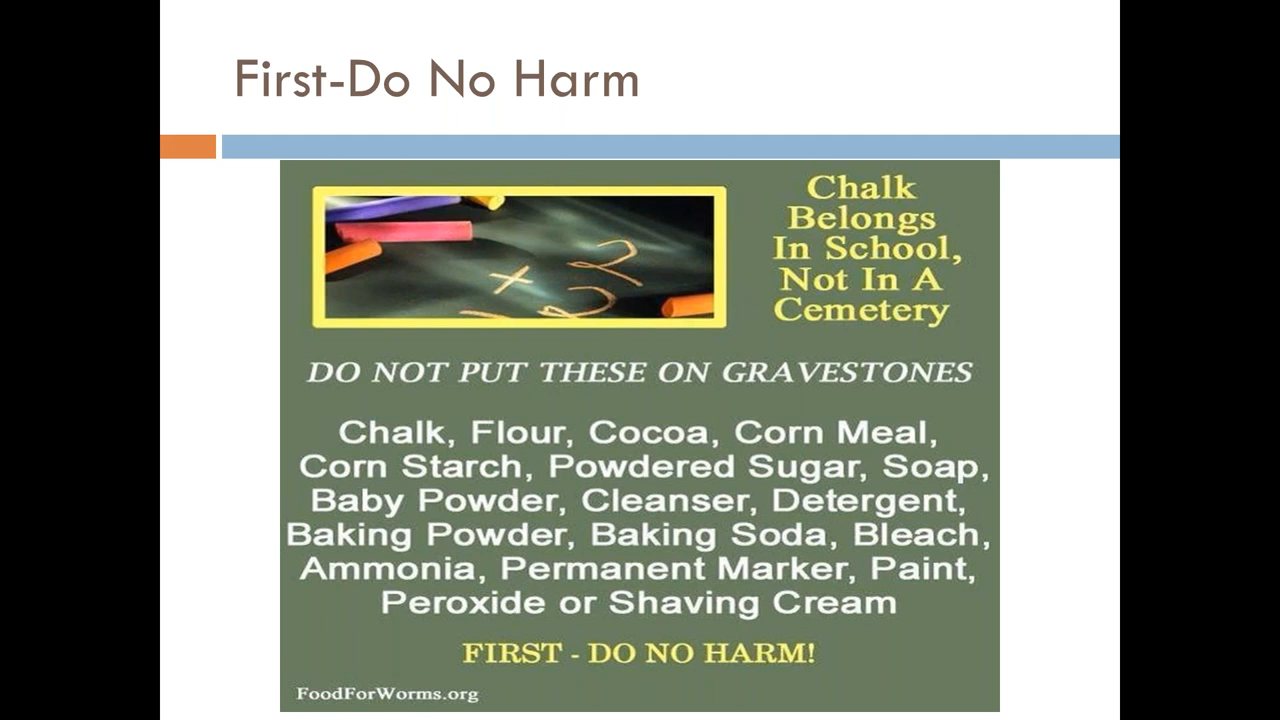 First-Do No Harm
Chalk
Belongs
In School,
Not In A
Cemetery
DO NOT PUT THESE ON GRAVESTONES
Chalk, Flour, Cocoa, Corn Meal,
Corn Starch, Powdered Sugar, Soap,
Baby Powder, Cleanser, Detergent,
Baking Powder, Baking Soda, Bleach,
Ammonia, Permanent Marker, Paint,
Peroxide or Shaving Cream
FIRST - DO NO HARM!
FoodForWorms.org